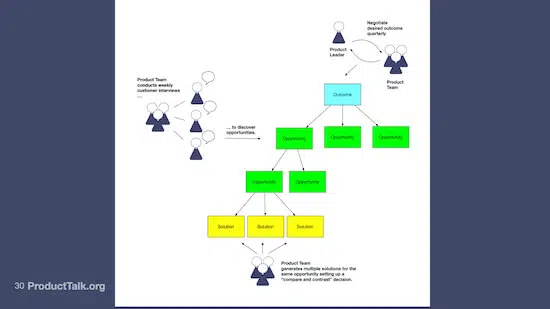 Negotiate
desired outcome
quarterly
Product
Leader
Product
Team
Product Team
conducts weekly
customer interviews
...
... to discover
opportunities.
Outcome
Opportunity
Opportunity
Opportunity
Opportunity
Opportunity
Solution
Solution
Solution
Product Team
generates multiple solutions for the
same opportunity setting up a
"compare and contrast" decision.
30 ProductTalk.org